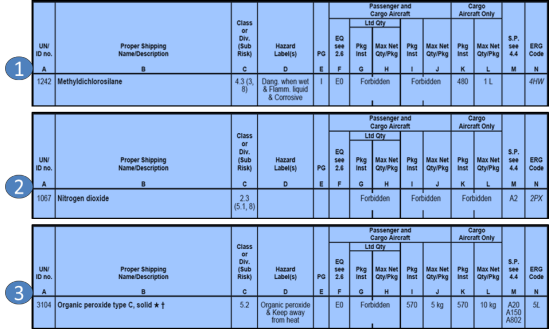 1
Passenger and Cargo Aircraft
Cargo Aircraft Only
Ltd Qty
UN/ ID no.
Proper Shipping Name/Description
Class or Div. (Sub Risk)
Hazard Label(s)
PG
EQ see 2.6
Pkg Inst
Max Net Qty/Pkg
Pkg Inst
Max Net Qty/Pkg
Pkg Inst
Max Net Qty/Pkg
S.P. see 4.4
ERG Code
A B C D E F G H I J K L M N
1242 Methyldichlorosilane 4.3 (3, 8) Dang. when wet & Flamm. liquid & Corrosive I E0 Forbidden Forbidden 480 1 L 4HW
2
Passenger and Cargo Aircraft
Cargo Aircraft Only
Ltd Qty
UN/ ID no.
Proper Shipping Name/Description
Class or Div. (Sub Risk)
Hazard Label(s)
PG
EQ see 2.6
Pkg Inst
Max Net Qty/Pkg
Pkg Inst
Max Net Qty/Pkg
Pkg Inst
Max Net Qty/Pkg
S.P. see 4.4
ERG Code
A B C D E F G H I J K L M N
1067 Nitrogen dioxide 2.3 (5.1, 8) Forbidden Forbidden Forbidden A2 2PX
3
Passenger and Cargo Aircraft
Cargo Aircraft Only
Ltd Qty
UN/ ID no.
Proper Shipping Name/Description
Class or Div. (Sub Risk)
Hazard Label(s)
PG
EQ see 2.6
Pkg Inst
Max Net Qty/Pkg
Pkg Inst
Max Net Qty/Pkg
Pkg Inst
Max Net Qty/Pkg
S.P. see 4.4
ERG Code
A B C D E F G H I J K L M N
3104 Organic peroxide type C, solid ★ † 5.2 Organic peroxide & Keep away from heat E0 Forbidden 570 5 kg 570 10 kg A20 A150 A802 5L